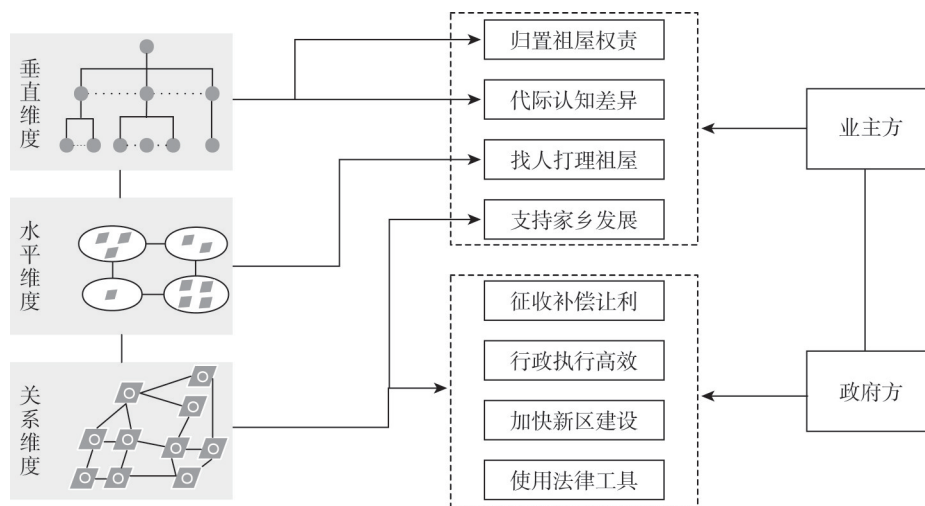 垂直维度
水平维度
关系维度
归置祖屋权责
代际认知差异
找人打理祖屋
支持家乡发展
征收补偿让利
行政执行高效
加快新区建设
使用法律工具
业主方
政府方